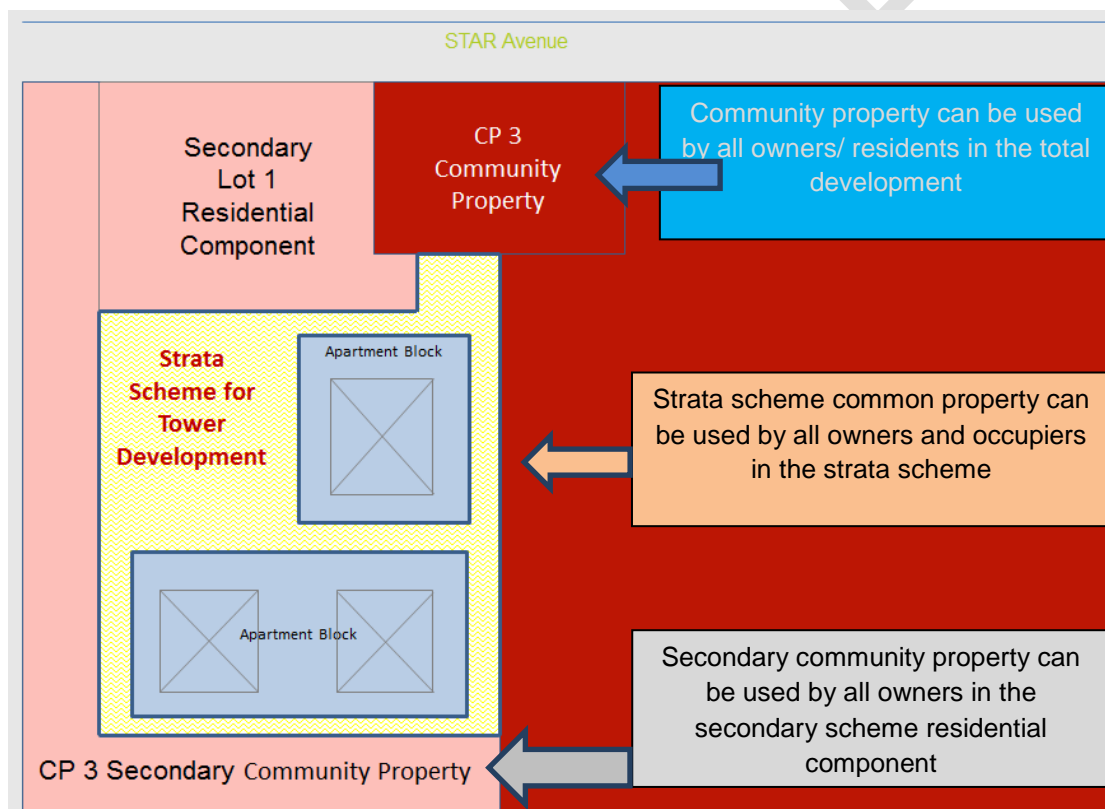 STAR Avenue
Secondary
Lot 1
Residential
Component
CP 3
Community
Property
Community property can be used
by all owners/ residents in the total
development
Strata
Scheme for
Tower
Development
Apartment Block
Strata scheme common property can
be used by all owners and occupiers
in the strata scheme
Apartment Block
Secondary community property can
be used by all owners in the
secondary scheme residential
component
CP 3 Secondary Community Property